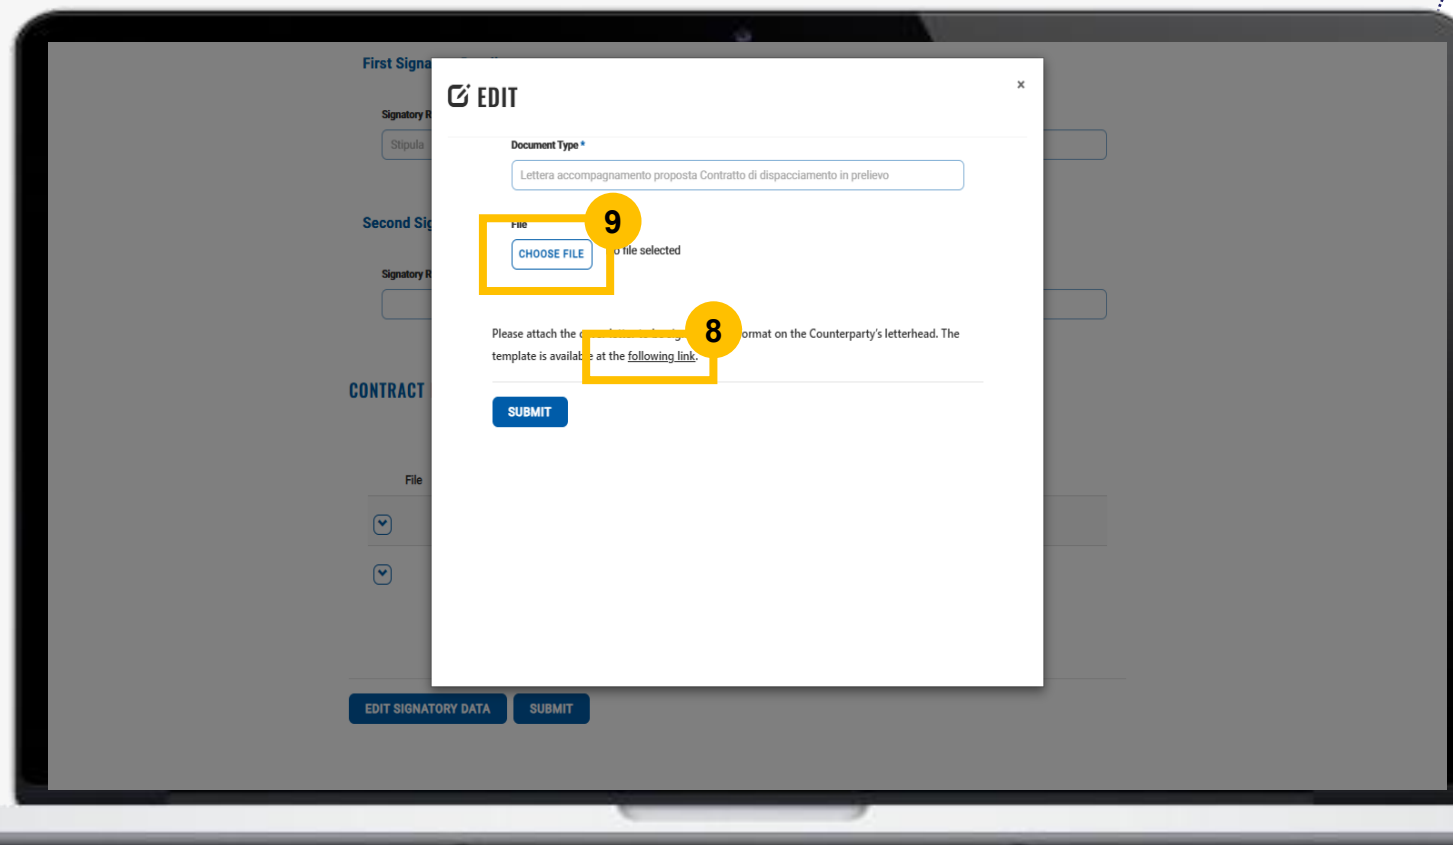 First Signa
EDIT
×
Signatory R
Stipula
Document Type *
Lettera accompagnamento proposta Contratto di dispacciamento in prelievo
Second Sig
File
9
CHOOSE FILE
o file selected
Signatory R
8
Please attach the ormat on the Counterparty's letterhead. The
template is available at the following link.
CONTRACT
SUBMIT
File
EDIT SIGNATORY DATA
SUBMIT